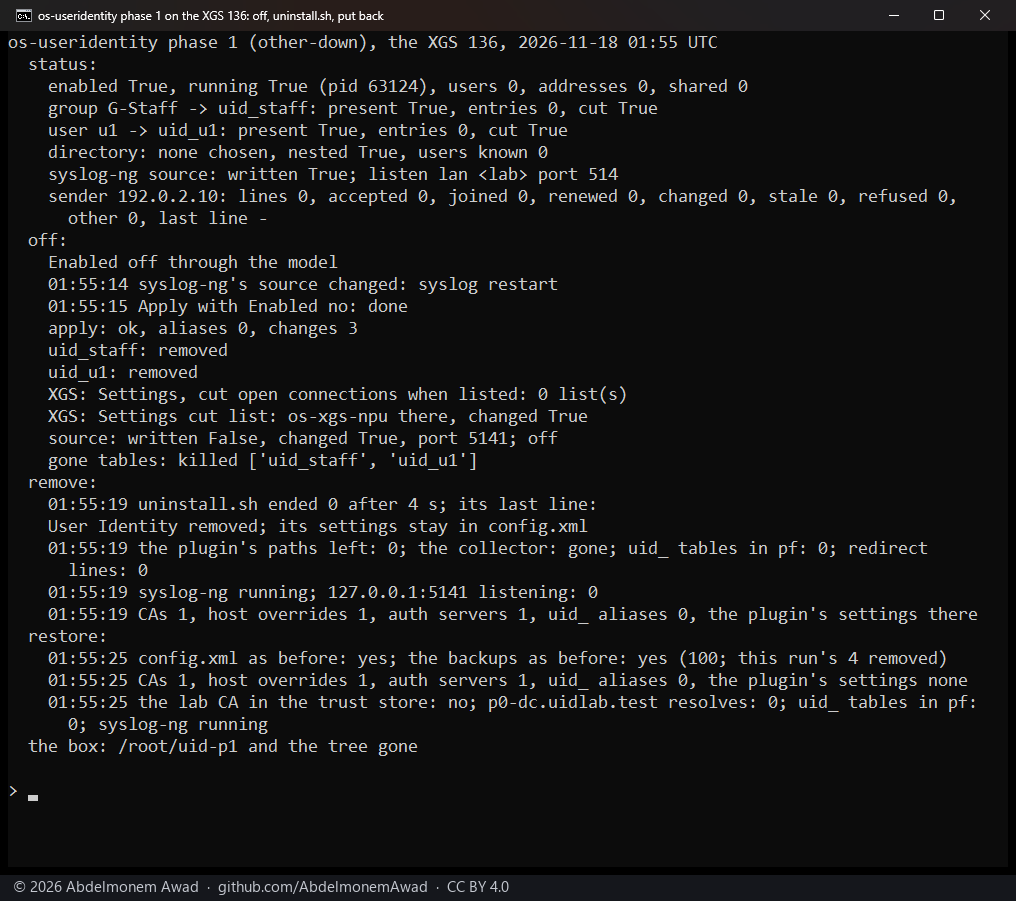 os-useridentity phase 1 on the XGS 136: off, uninstall.sh, put back
os-useridentity phase 1 (other-down), the XGS 136, 2026-11-18 01:55 UTC
status:
enabled True, running True (pid 63124), users 0, addresses 0, shared 0
group G-Staff -> uid_staff: present True, entries 0, cut True
user u1 -> uid_u1: present True, entries 0, cut True
directory: none chosen, nested True, users known 0
syslog-ng source: written True; listen lan <lab> port 514
sender 192.0.2.10: lines 0, accepted 0, joined 0, renewed 0, changed 0, stale 0, refused 0,
other 0, last line -
off:
Enabled off through the model
01:55:14 syslog-ng's source changed: syslog restart
01:55:15 Apply with Enabled no: done
apply: ok, aliases 0, changes 3
uid_staff: removed
uid_u1: removed
XGS: Settings, cut open connections when listed: 0 list(s)
XGS: Settings cut list: os-xgs-npu there, changed True
source: written False, changed True, port 5141; off
gone tables: killed ['uid_staff', 'uid_u1']
remove:
01:55:19 uninstall.sh ended 0 after 4 s; its last line:
User Identity removed; its settings stay in config.xml
01:55:19 the plugin's paths left: 0; the collector: gone; uid_ tables in pf: 0; redirect
lines: 0
01:55:19 syslog-ng running; 127.0.0.1:5141 listening: 0
01:55:19 CAs 1, host overrides 1, auth servers 1, uid_ aliases 0, the plugin's settings there
restore:
01:55:25 config.xml as before: yes; the backups as before: yes (100; this run's 4 removed)
01:55:25 CAs 1, host overrides 1, auth servers 1, uid_ aliases 0, the plugin's settings none
01:55:25 the lab CA in the trust store: no; p0-dc.uidlab.test resolves: 0; uid_ tables in pf:
0; syslog-ng running
the box: /root/uid-p1 and the tree gone
>
© 2026 Abdelmonem Awad · github.com/AbdelmonemAwad · CC BY 4.0